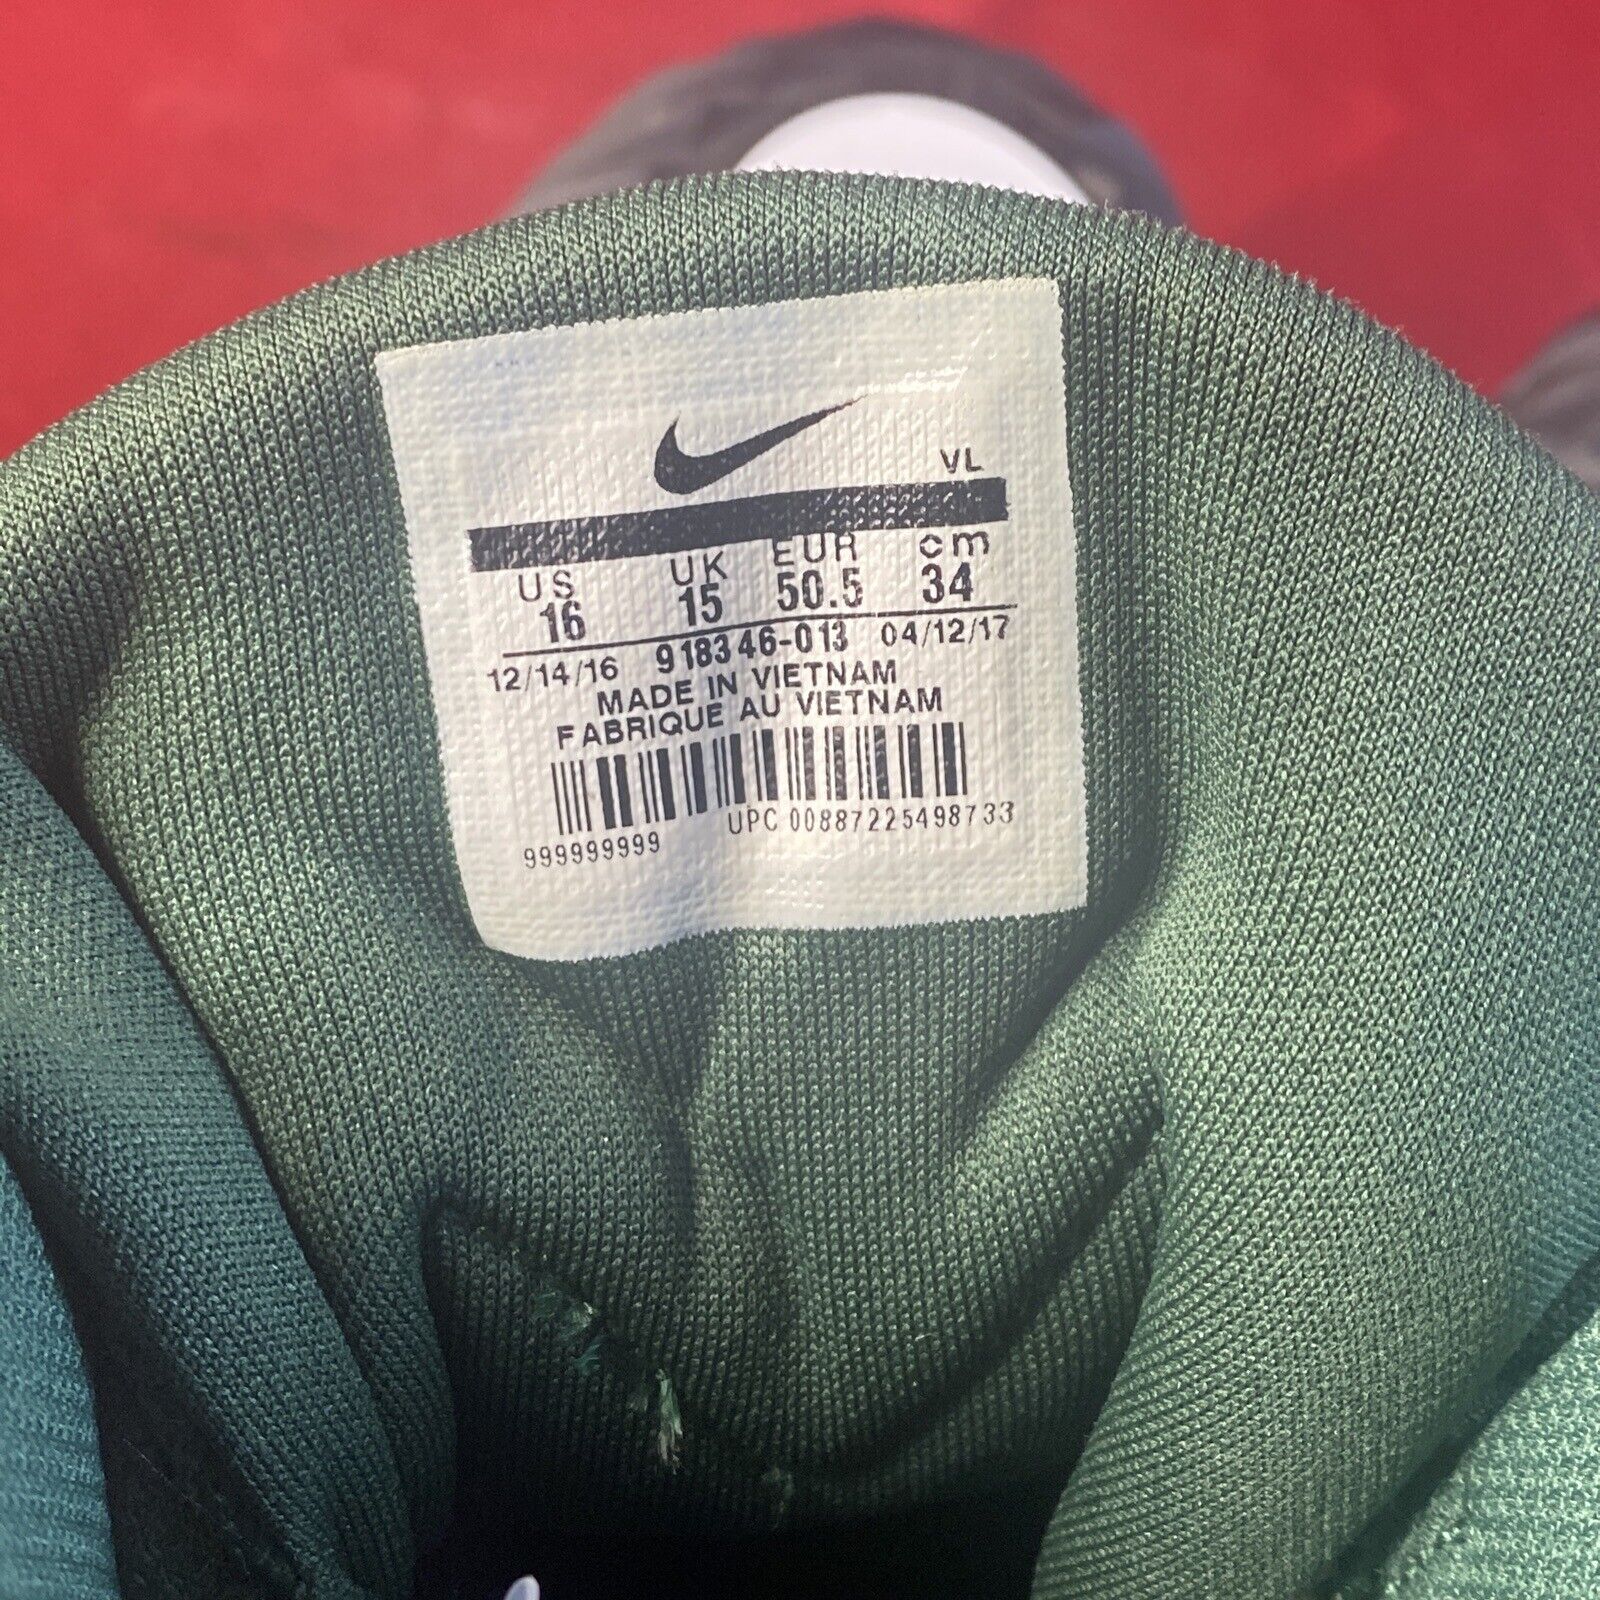 VL
US UK EUR cm
16 15 50.5 34
12/14/16 918346-013 04/12/17
MADE IN VIETNAM
FABRIQUE AU VIETNAM
UPC 00887225498733
999999999